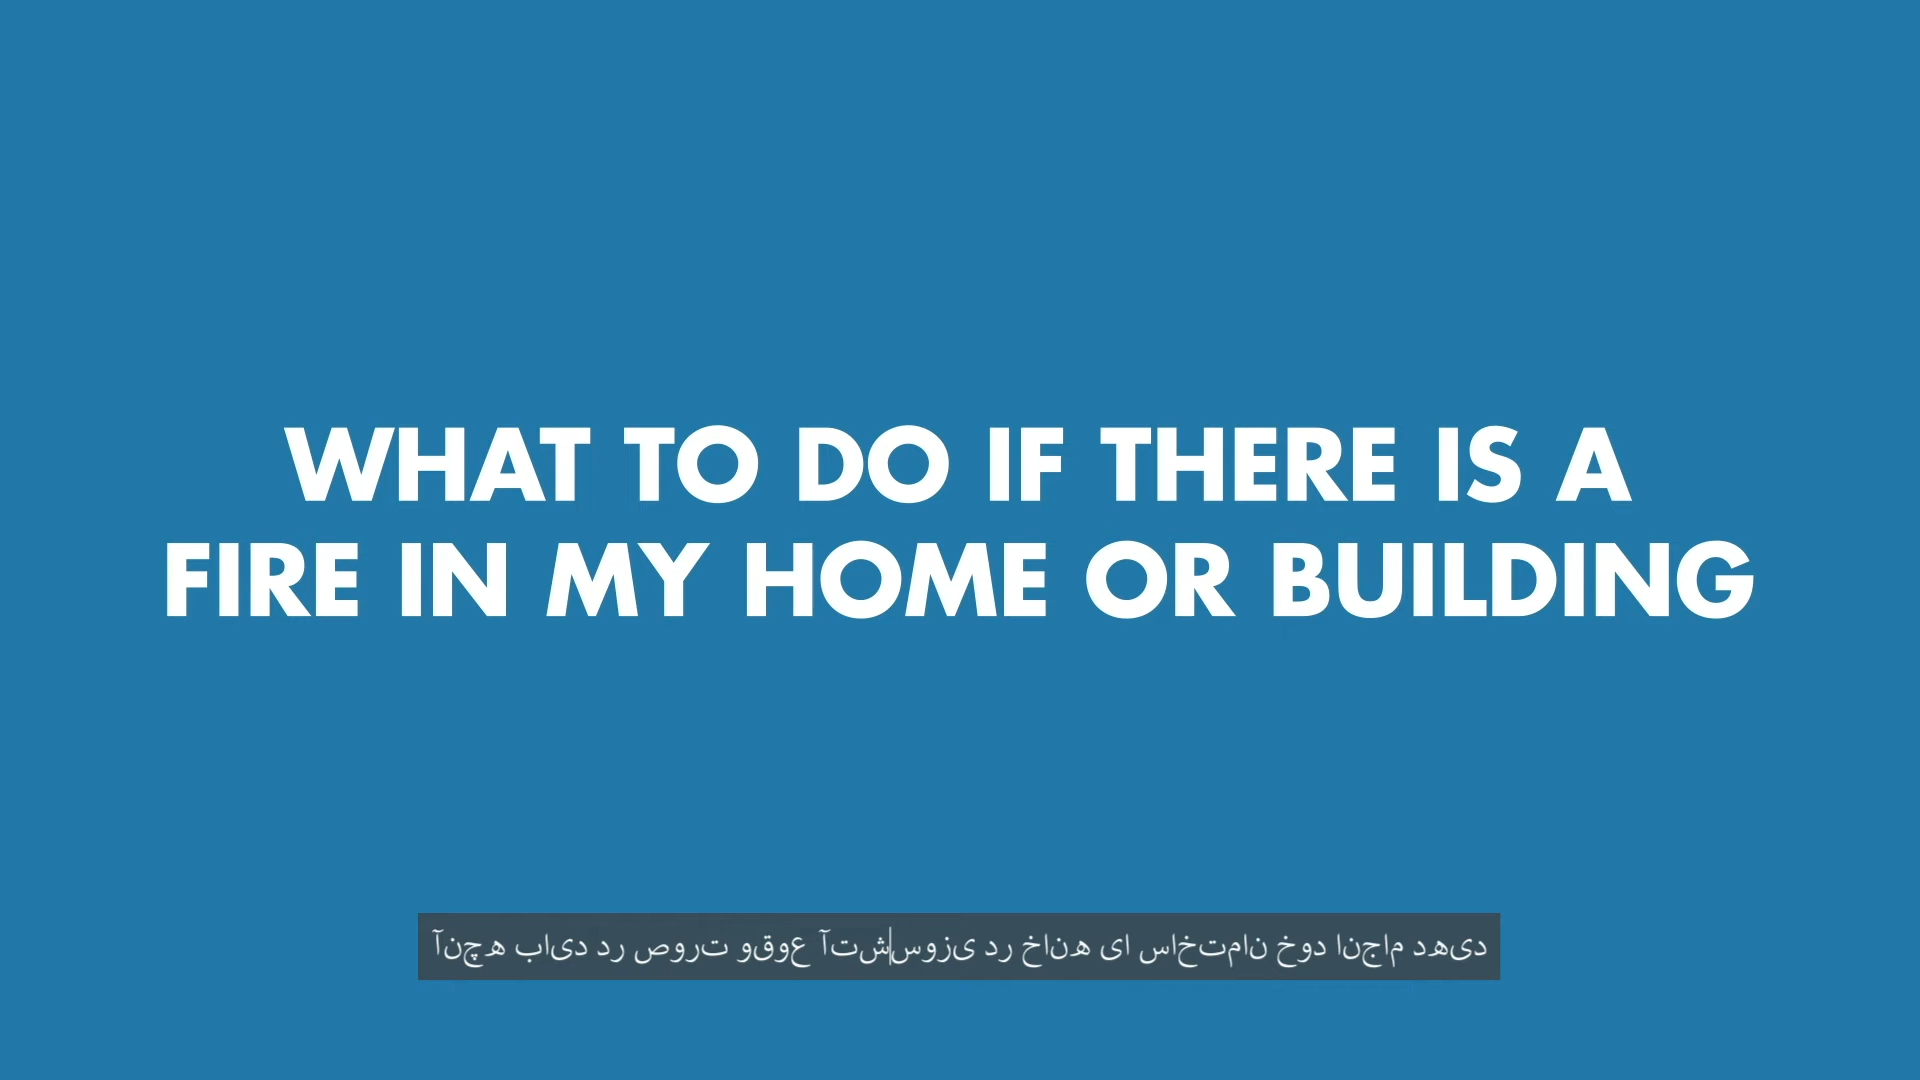 WHAT TO DO IF THERE IS A
FIRE IN MY HOME OR BUILDING
آنچه باید در صورت وقوع آتش‌سوزی در خانه یا ساختمان خود انجام دهید